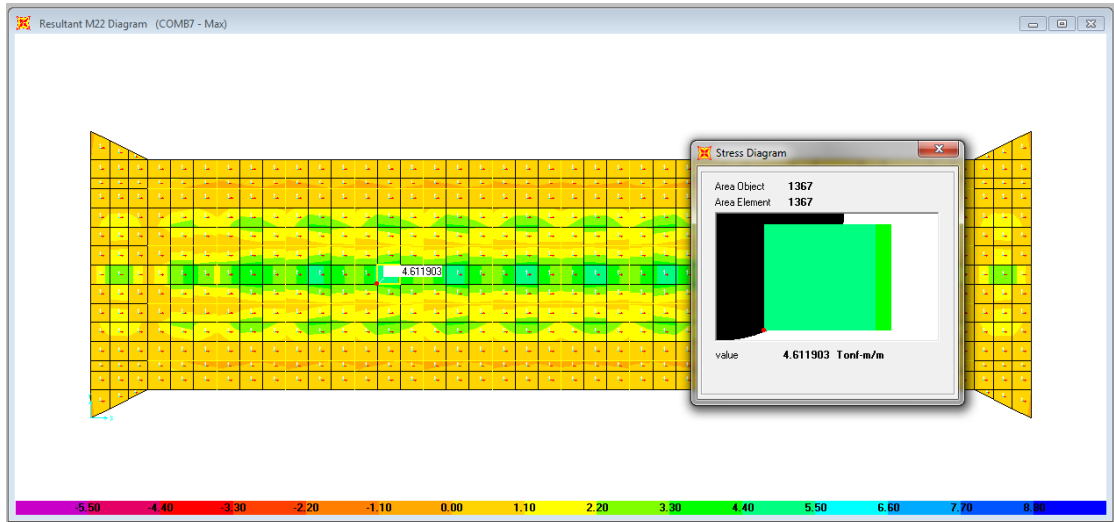 Resultant M22 Diagram (COMB7 - Max)
Stress Diagram
Area Object 1367
Area Element 1367
4.611903
value 4.611903 Tonf-m/m
-5.50 -4.40 -3.30 -2.20 -1.10 0.00 1.10 2.20 3.30 4.40 5.50 6.60 7.70 8.80